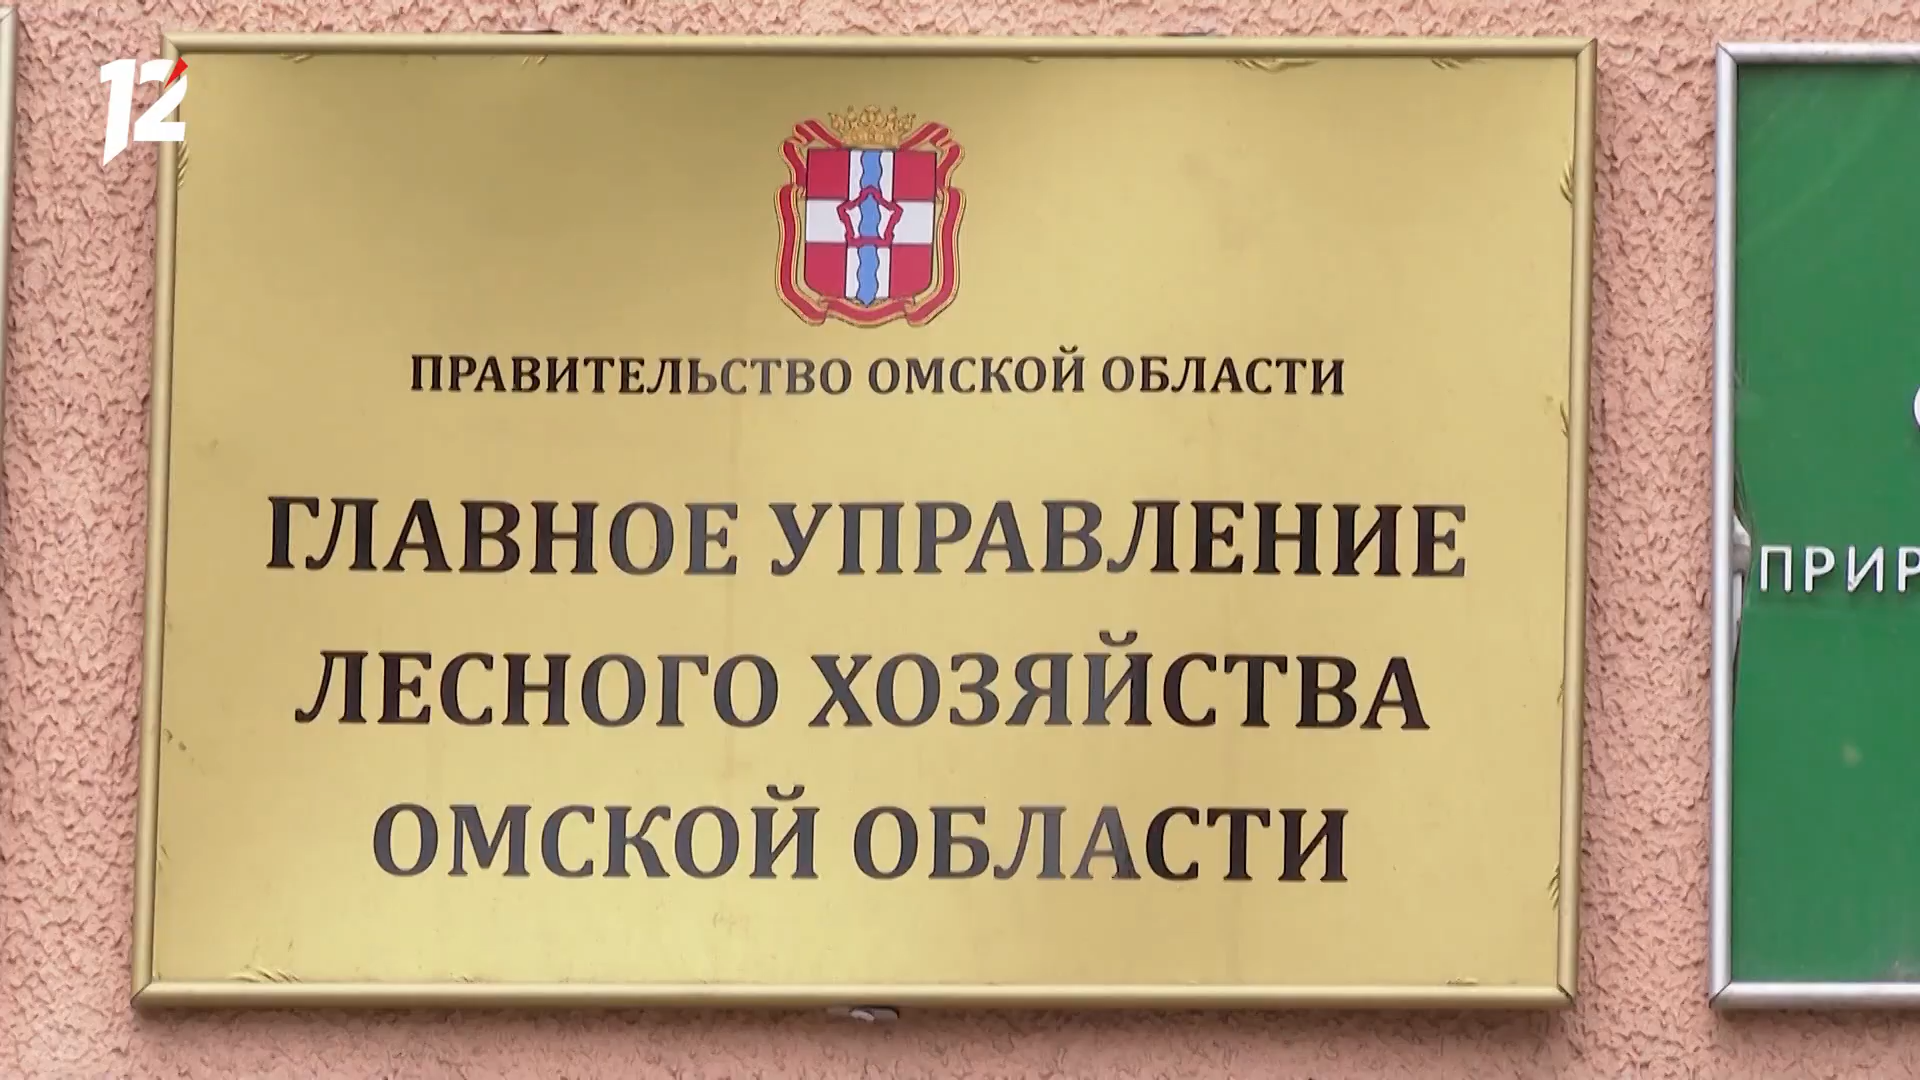 12
ПРАВИТЕЛЬСТВО ОМСКОЙ ОБЛАСТИ
ГЛАВНОЕ УПРАВЛЕНИЕ
ЛЕСНОГО ХОЗЯЙСТВА
ОМСКОЙ ОБЛАСТИ